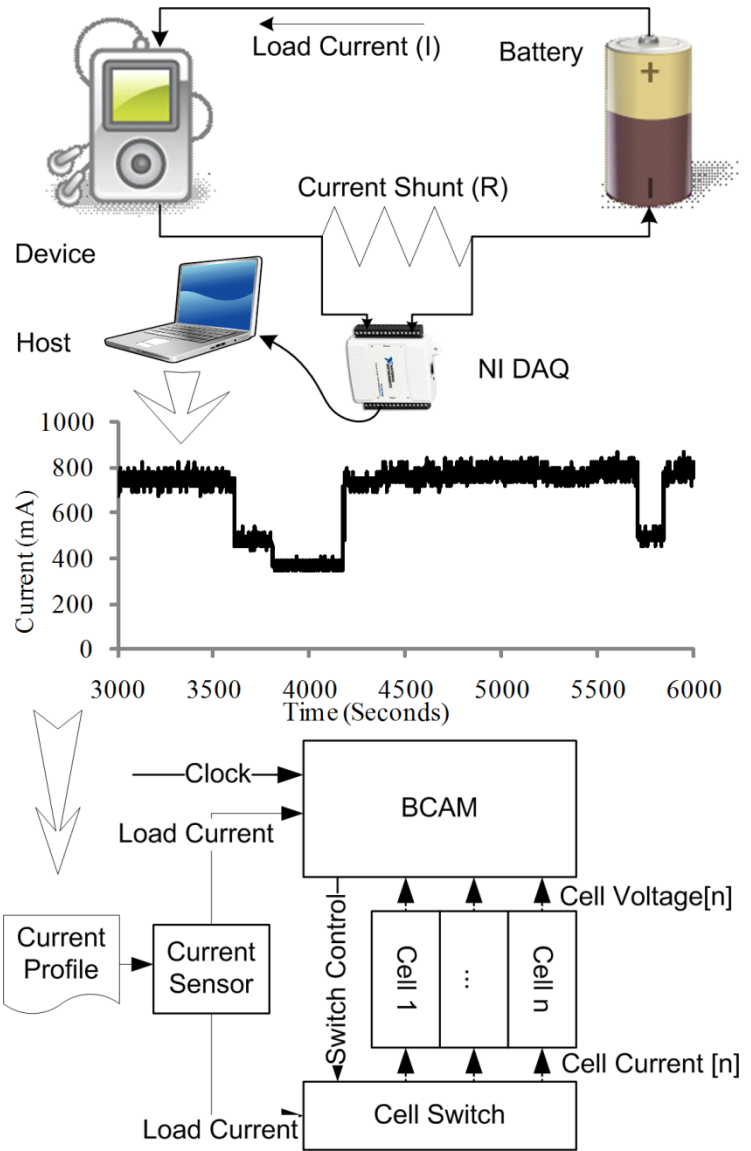 Load Current (I)
Battery
+
Current Shunt (R)
Device
Host
NI DAQ
1000
800
600
400
200
0
Current (mA)
3000 3500 4000 4500 5000 5500 6000
Time (Seconds)
Clock
BCAM
Load Current
Cell Voltage[n]
Switch Control
Current
Profile
Current
Sensor
Cell 1
...
Cell n
Cell Current [n]
Load Current
Cell Switch